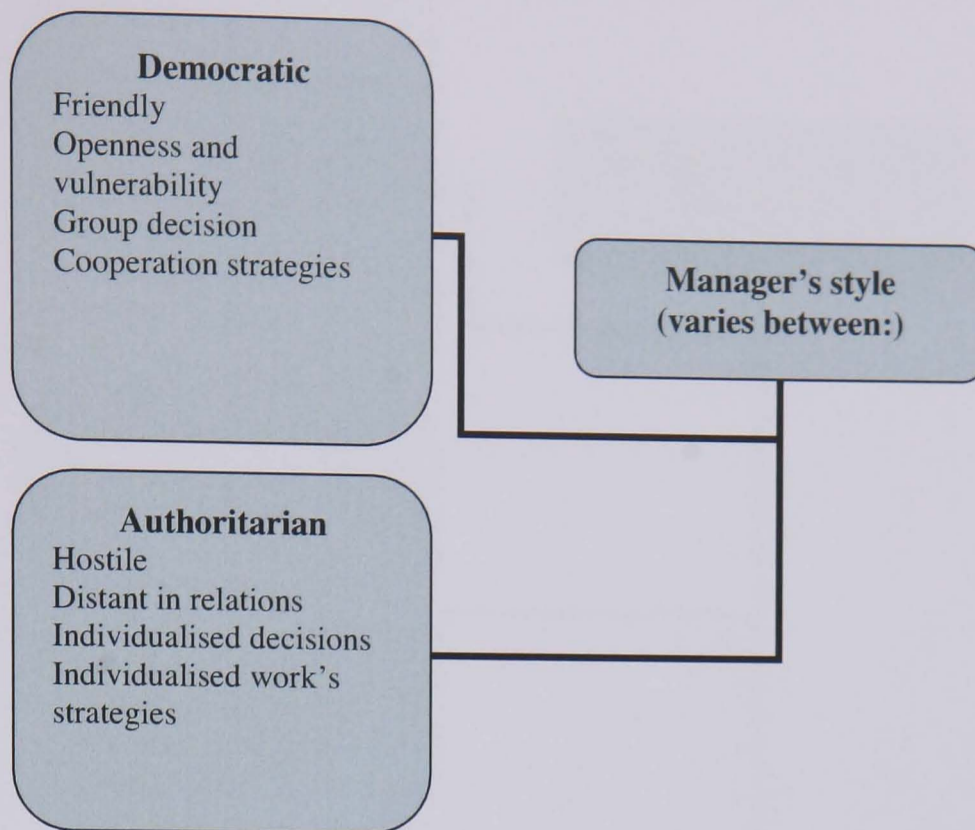 Democratic
Friendly
Openness and
vulnerability
Group decision
Cooperation strategies
Manager's style
(varies between:)
Authoritarian
Hostile
Distant in relations
Individualised decisions
Individualised work's
strategies